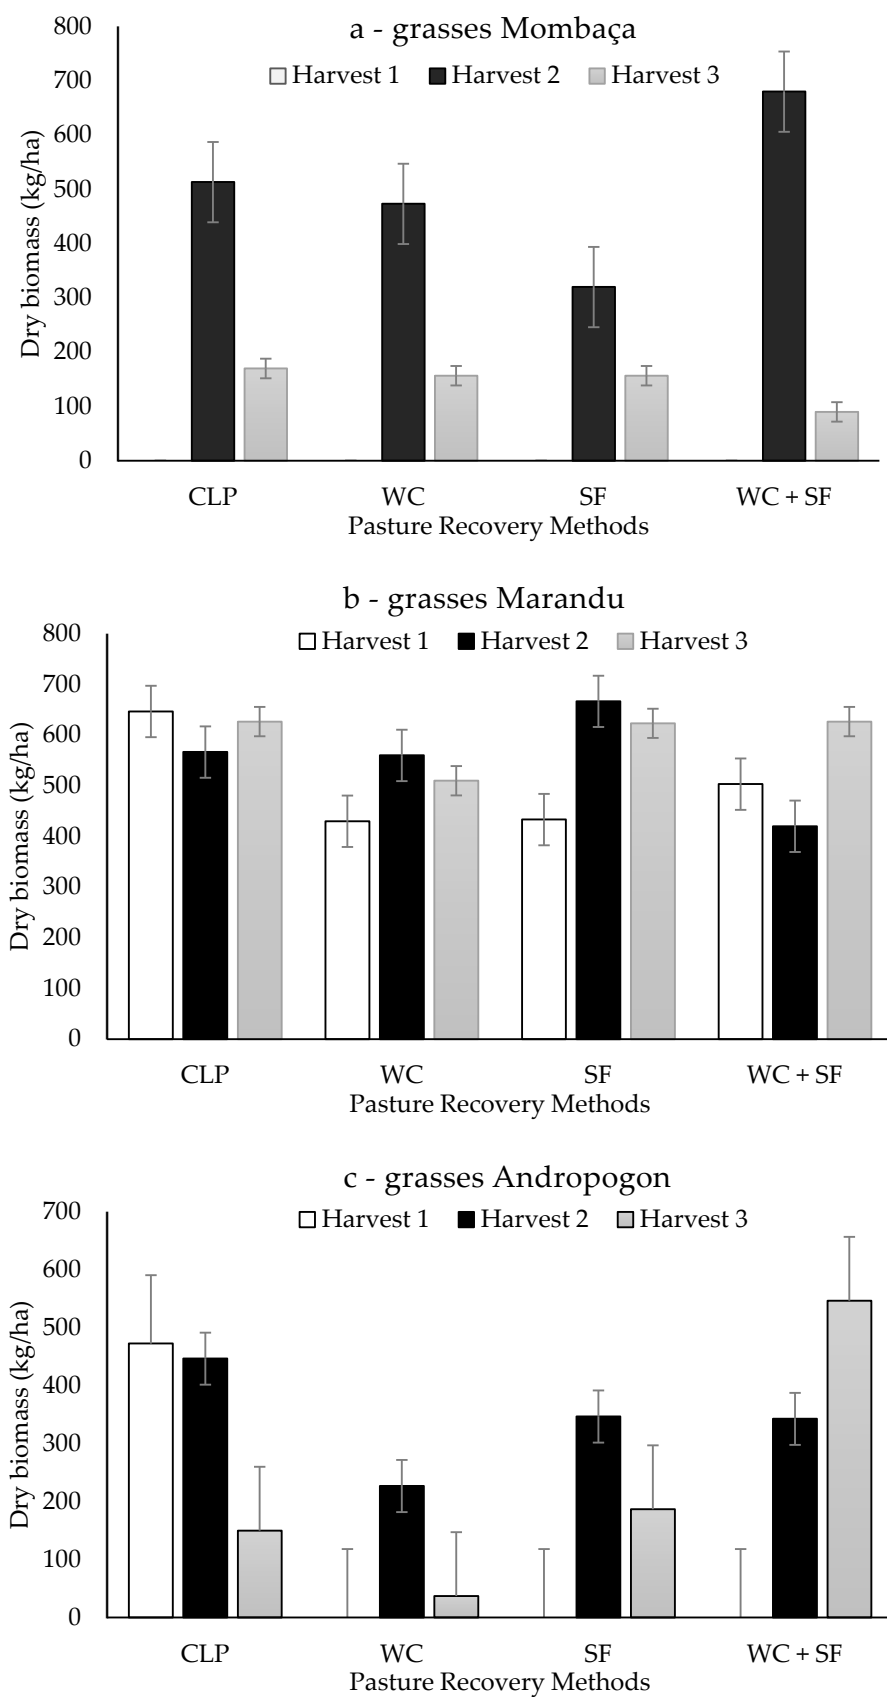 a - grasses Mombaça
Harvest 1 Harvest 2 Harvest 3
Dry biomass (kg/ha)
800
700
600
500
400
300
200
100
0
CLP WC SF WC + SF
Pasture Recovery Methods
b - grasses Marandu
Harvest 1 Harvest 2 Harvest 3
Dry biomass (kg/ha)
800
700
600
500
400
300
200
100
0
CLP WC SF WC + SF
Pasture Recovery Methods
c - grasses Andropogon
Harvest 1 Harvest 2 Harvest 3
Dry biomass (kg/ha)
700
600
500
400
300
200
100
0
CLP WC SF WC + SF
Pasture Recovery Methods